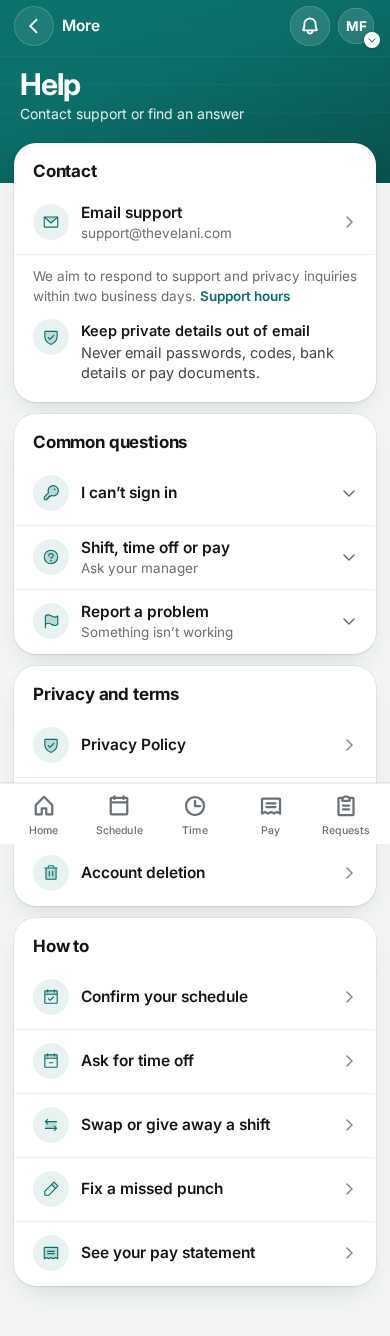 More
MF
Help
Contact support or find an answer
Contact
Email support
support@thevelani.com
We aim to respond to support and privacy inquiries
within two business days. Support hours
Keep private details out of email
Never email passwords, codes, bank
details or pay documents.
Common questions
I can’t sign in
Shift, time off or pay
Ask your manager
Report a problem
Something isn’t working
Privacy and terms
Privacy Policy
Home Schedule Time Pay Requests
Account deletion
How to
Confirm your schedule
Ask for time off
Swap or give away a shift
Fix a missed punch
See your pay statement